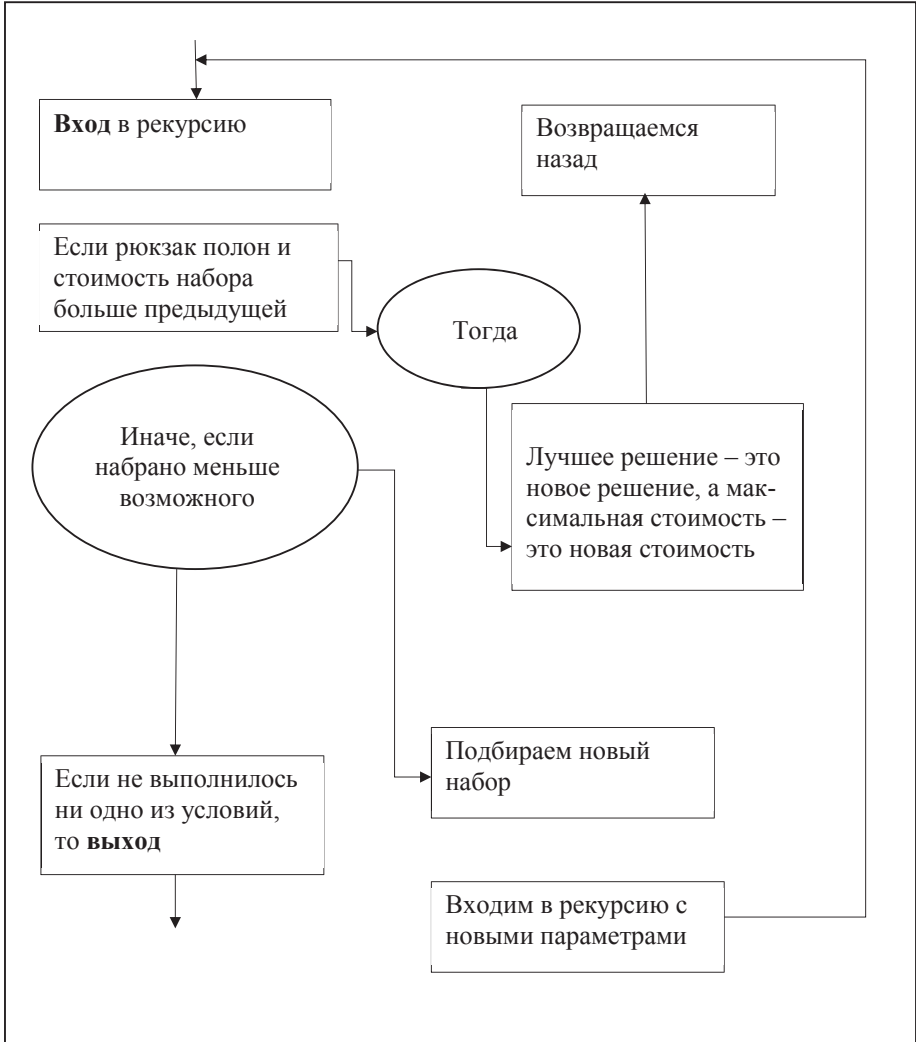 Вход в рекурсию
Возвращаемся
назад
Если рюкзак полон и
стоимость набора
больше предыдущей
Тогда
Иначе, если
набрано меньше
возможного
Лучшее решение – это
новое решение, а мак-
симальная стоимость –
это новая стоимость
Подбираем новый
набор
Если не выполнилось
ни одно из условий,
то выход
Входим в рекурсию с
новыми параметрами